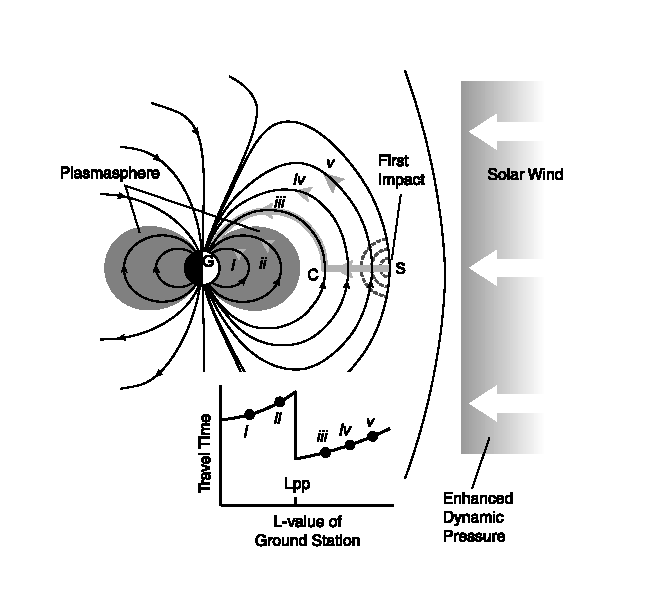 Plasmasphere
First
Impact
Solar Wind
v
iv
iii
G
i
ii
C
S
Travel Time
i
ii
iii
iv
v
Lpp
L-value of
Ground Station
Enhanced
Dynamic
Pressure